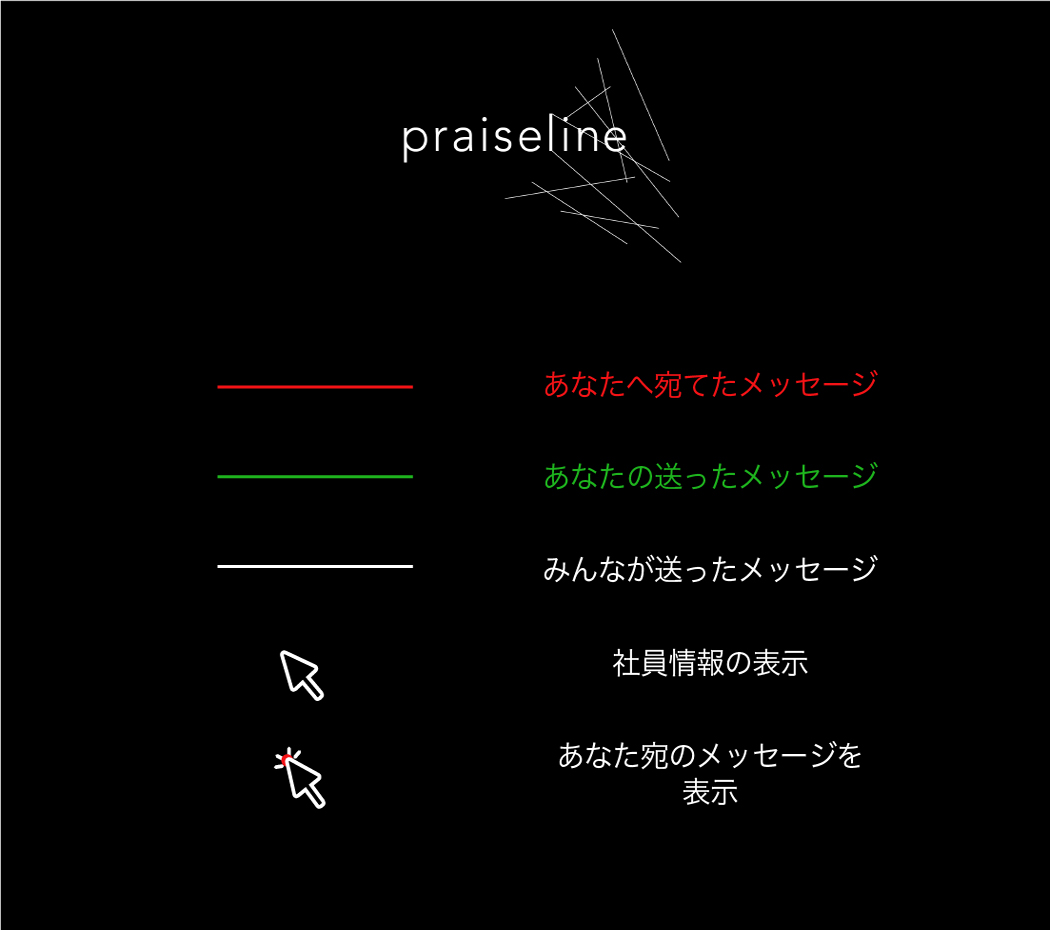 praiseline
あなたへ宛てたメッセージ
あなたの送ったメッセージ
みんなが送ったメッセージ
社員情報の表示
あなた宛のメッセージを
表示